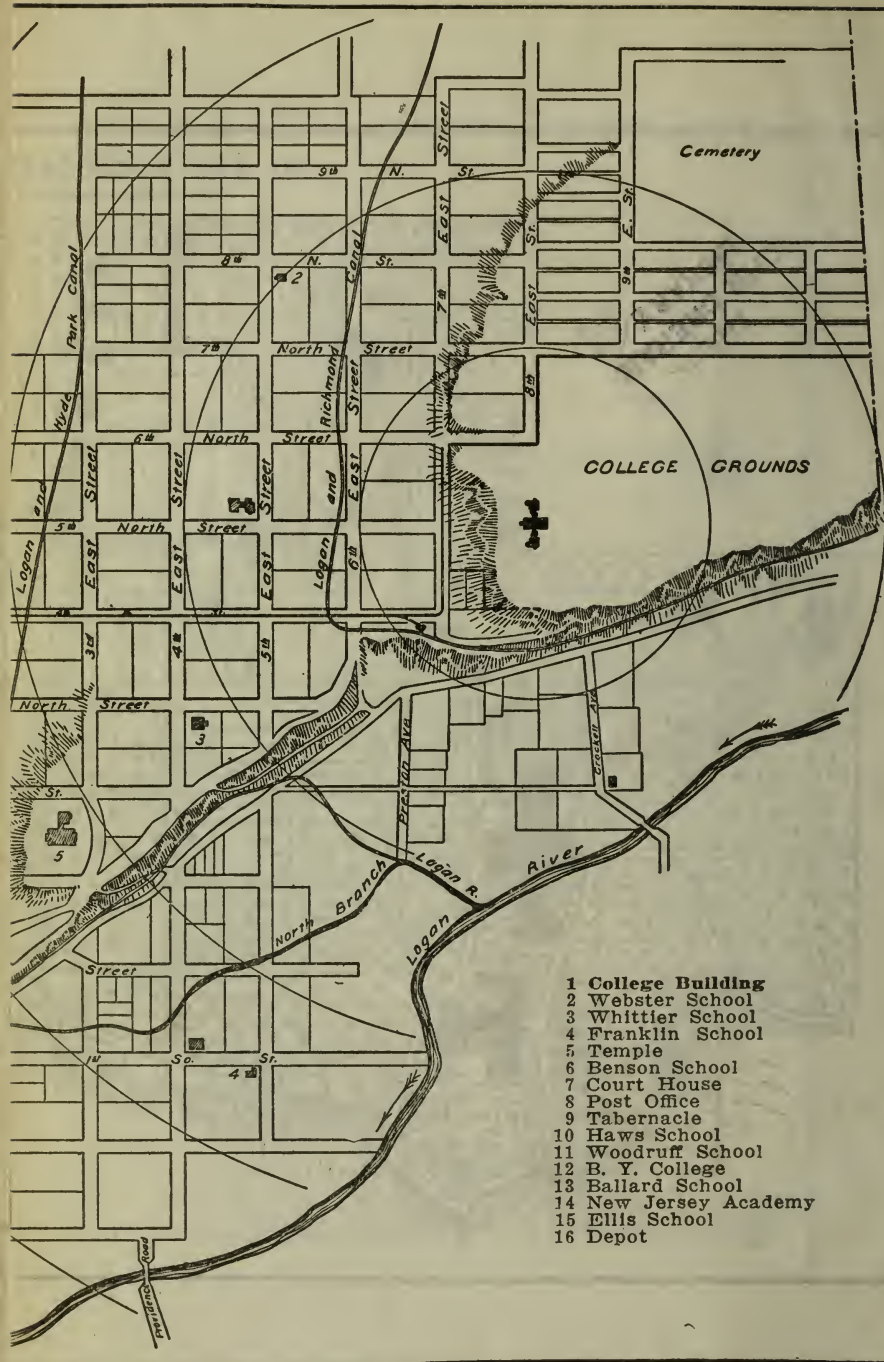 Cemetery
9th N. St.
8th N. St.
2
7th North Street
6th North Street
5th North Street
North Street
St.
Street
1st So. St.
Hyde Park Canal
Logan and
Logan and Richmond Canal
3rd East Street
4th East Street
5th East Street
6th East Street
7th East Street
8th East St.
9th E. St.
COLLEGE GROUNDS
3
Preston Ave
Crockett Ave
5
North Branch Logan R.
Logan River
4
Providence Road
1 College Building
2 Webster School
3 Whittier School
4 Franklin School
5 Temple
6 Benson School
7 Court House
8 Post Office
9 Tabernacle
10 Haws School
11 Woodruff School
12 B. Y. College
13 Ballard School
14 New Jersey Academy
15 Ellis School
16 Depot